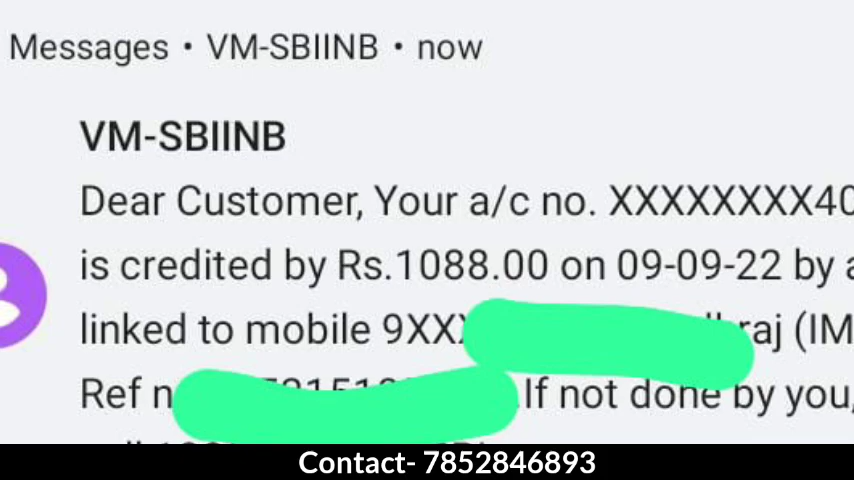 Messages • VM-SBIINB • now
VM-SBIINB
Dear Customer, Your a/c no. XXXXXXXX40
is credited by Rs.1088.00 on 09-09-22 by a
linked to mobile 9XXX raj (IM
Ref n .If not done by you,
Contact- 7852846893